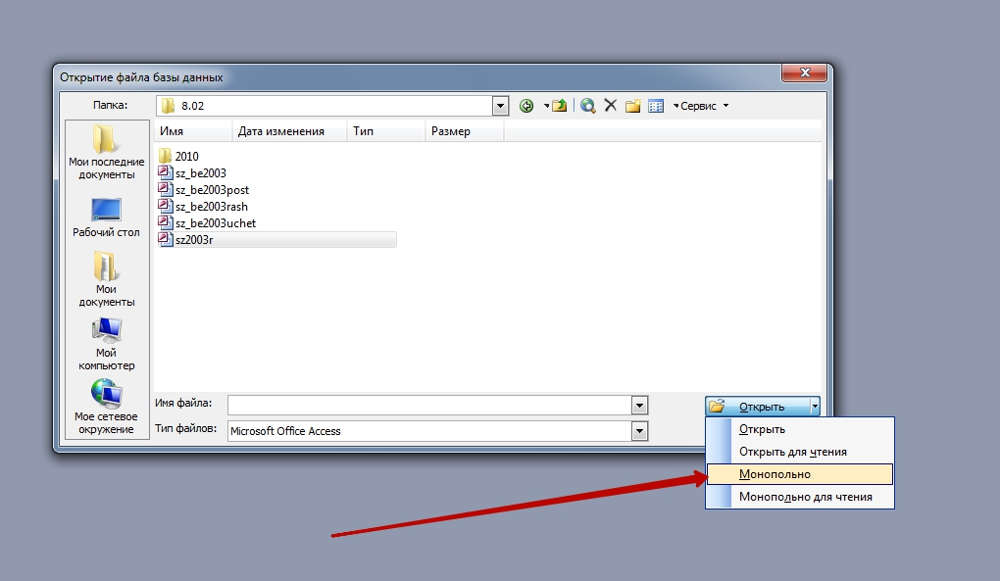 Открытие файла базы данных
Папка:
8.02
Сервис
Мои последние
документы
Рабочий стол
Мои
документы
Мой
компьютер
Мое сетевое
окружение
Имя
Дата изменения
Тип
Размер
2010
sz_be2003
sz_be2003post
sz_be2003rash
sz_be2003uchet
sz2003r
Имя файла:
Тип файлов:
Microsoft Office Access
Открыть
Открыть
Открыть для чтения
Монопольно
Монопольно для чтения